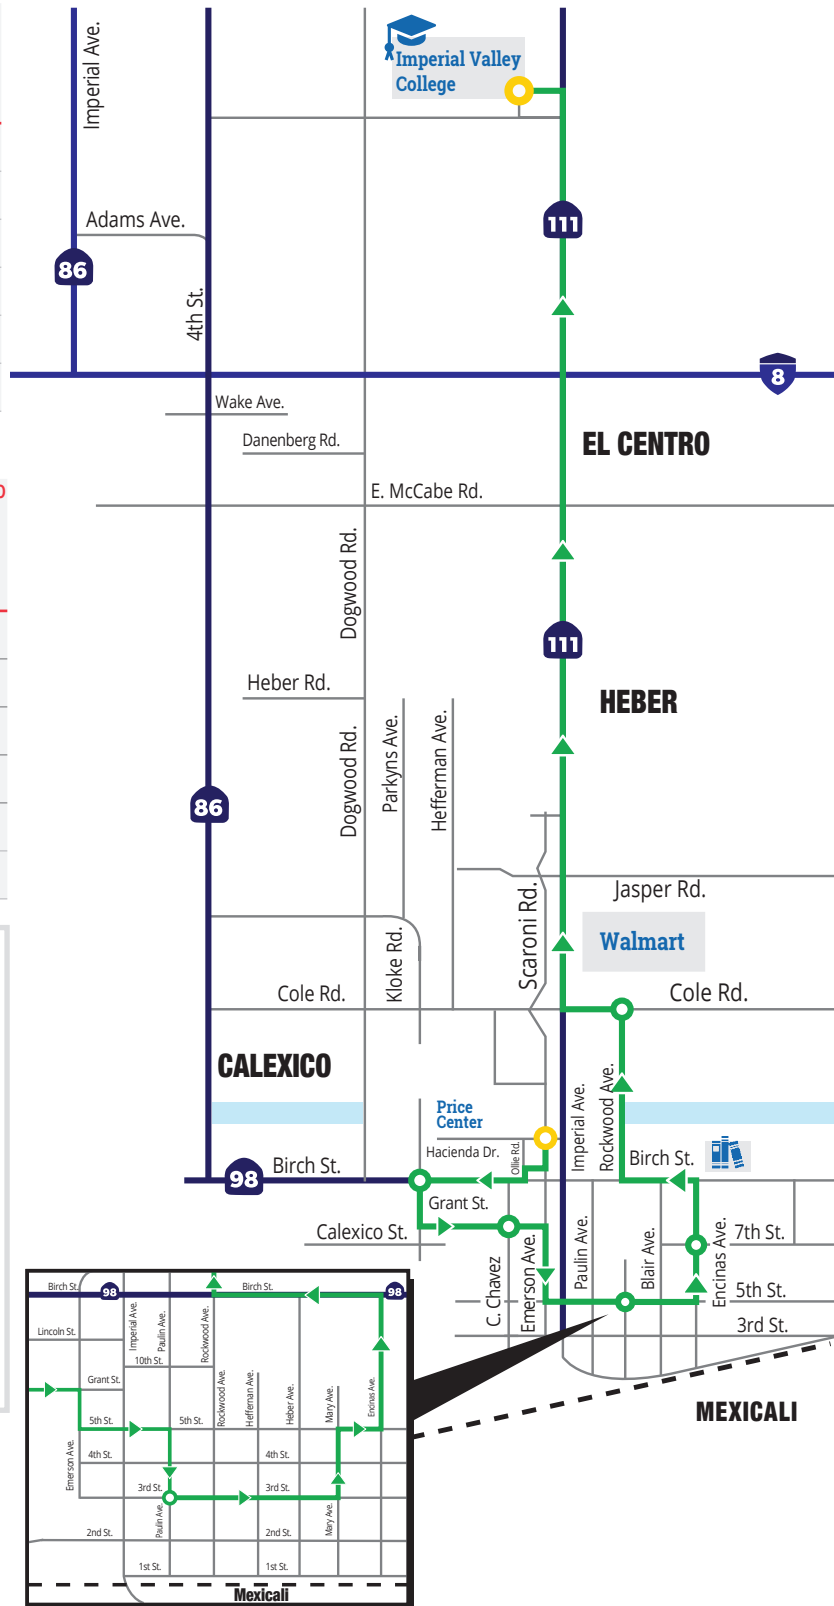 Imperial Ave.
Imperial Valley
College
Adams Ave.
111
86
4th St.
8
Wake Ave.
Danenberg Rd.
EL CENTRO
E. McCabe Rd.
Dogwood Rd.
111
Heber Rd.
HEBER
Dogwood Rd.
Parkyns Ave.
Hefferman Ave.
86
Jasper Rd.
Scaroni Rd.
Walmart
Kloke Rd.
Cole Rd.
Cole Rd.
CALEXICO
Price
Center
Imperial Ave.
Rockwood Ave.
Hacienda Dr.
Ollie Rd.
Birch St.
98
Birch St.
Grant St.
Calexico St.
C. Chavez
Emerson Ave.
Paulin Ave.
Blair Ave.
Encinas Ave.
7th St.
5th St.
3rd St.
MEXICALI
Birch St.
98
Birch St.
98
Lincoln St.
Imperial Ave.
Paulin Ave.
Rockwood Ave.
10th St.
Grant St.
Rockwood Ave.
Heffernan Ave.
Heber Ave.
Mary Ave.
Encinas Ave.
5th St.
5th St.
Emerson Ave.
4th St.
4th St.
3rd St.
3rd St.
Paulin Ave.
Mary Ave.
2nd St.
2nd St.
1st St.
1st St.
Mexicali